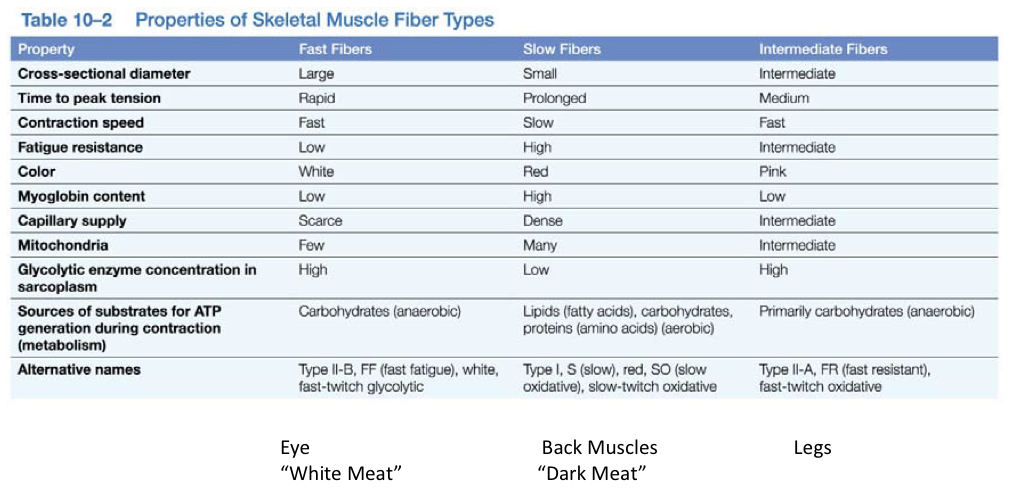 Table 10–2 Properties of Skeletal Muscle Fiber Types
Property Fast Fibers Slow Fibers Intermediate Fibers
Cross-sectional diameter Large Small Intermediate
Time to peak tension Rapid Prolonged Medium
Contraction speed Fast Slow Fast
Fatigue resistance Low High Intermediate
Color White Red Pink
Myoglobin content Low High Low
Capillary supply Scarce Dense Intermediate
Mitochondria Few Many Intermediate
Glycolytic enzyme concentration in High Low High
sarcoplasm
Sources of substrates for ATP Carbohydrates (anaerobic) Lipids (fatty acids), carbohydrates, Primarily carbohydrates (anaerobic)
generation during contraction proteins (amino acids) (aerobic)
(metabolism)
Alternative names Type II-B, FF (fast fatigue), white, Type I, S (slow), red, SO (slow Type II-A, FR (fast resistant),
fast-twitch glycolytic oxidative), slow-twitch oxidative fast-twitch oxidative
Eye Back Muscles Legs
“White Meat” “Dark Meat”